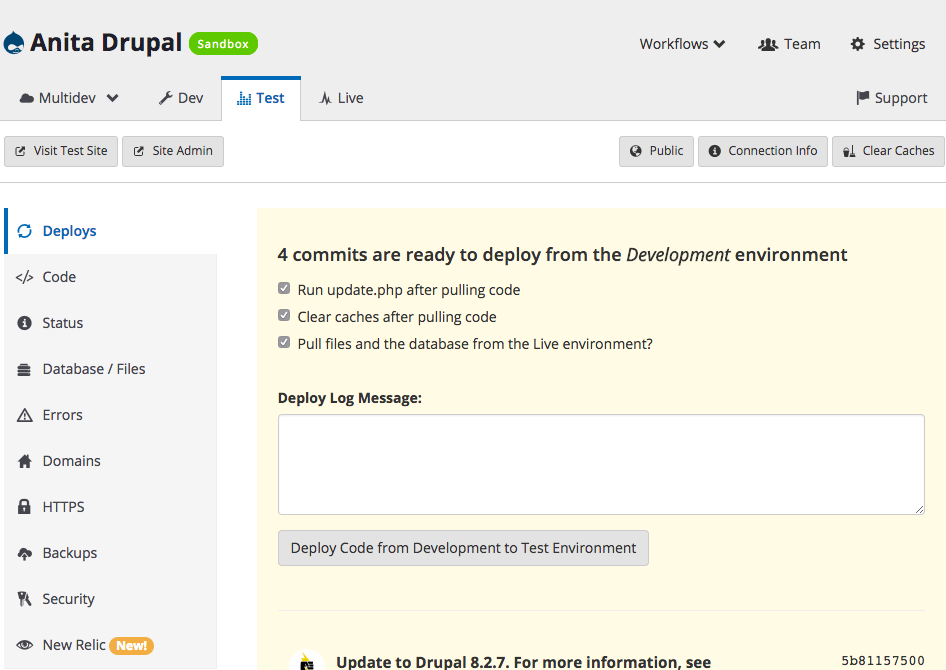 Anita Drupal Sandbox
Workflows Team Settings
Multidev Dev Test Live Support
Visit Test Site Site Admin Public Connection Info Clear Caches
Deploys
Code
Status
Database / Files
Errors
Domains
HTTPS
Backups
Security
New Relic New!
4 commits are ready to deploy from the Development environment
Run update.php after pulling code
Clear caches after pulling code
Pull files and the database from the Live environment?
Deploy Log Message:
Deploy Code from Development to Test Environment
Update to Drupal 8.2.7. For more information, see 5b81157500